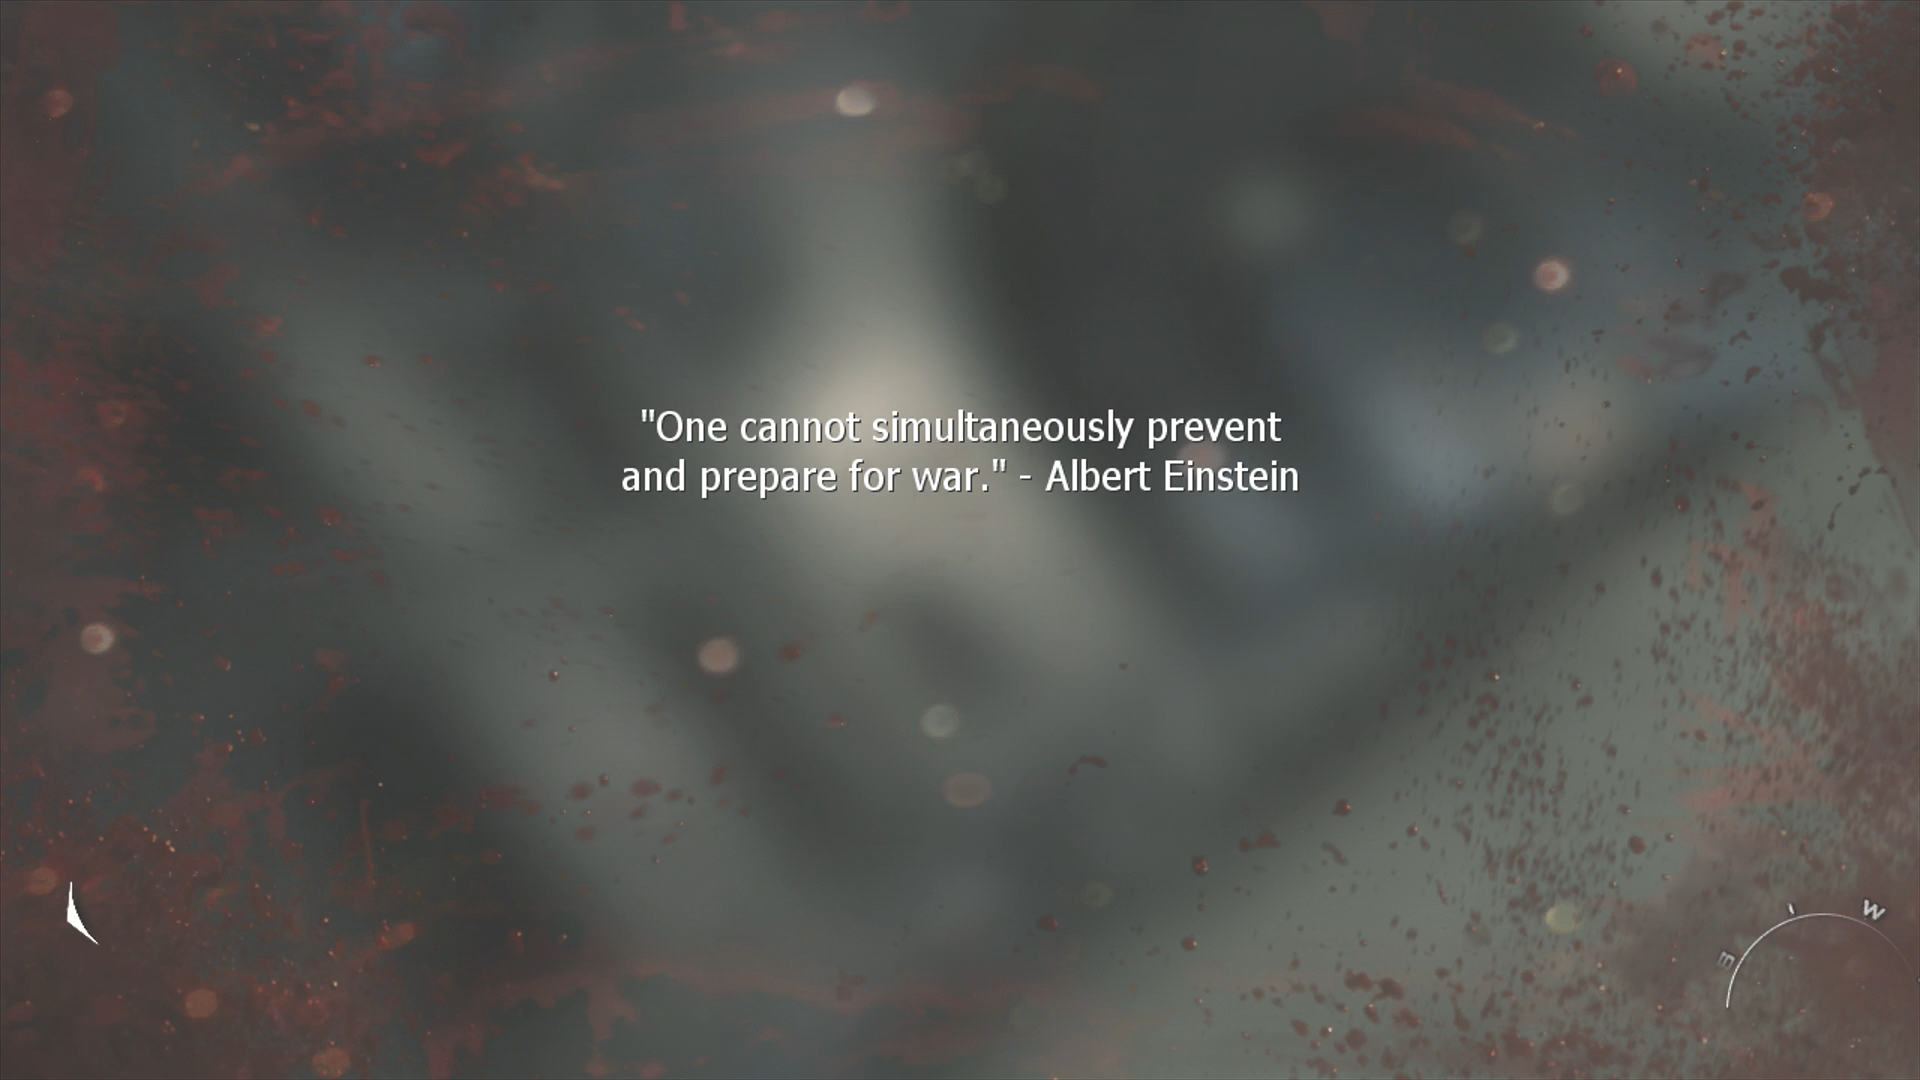 "One cannot simultaneously prevent
and prepare for war." - Albert Einstein
W
E